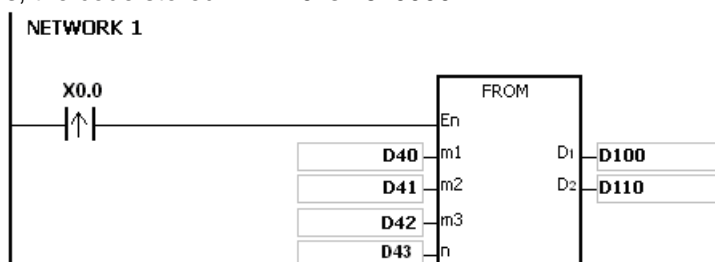 NETWORK 1
X0.0
FROM
En
D40 m1 D1 D100
D41 m2 D2 D110
D42 m3
D43 n